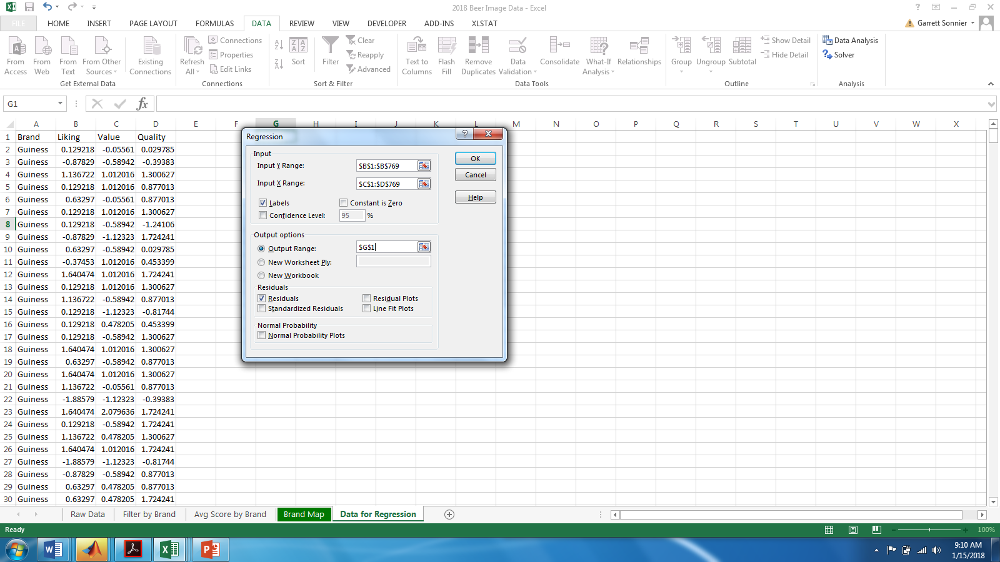 2018 Beer Image Data - Excel
FILE HOME INSERT PAGE LAYOUT FORMULAS DATA REVIEW VIEW DEVELOPER ADD-INS XLSTAT Garrett Sonnier
From Access
From Web
From Text
From Other Sources
Existing Connections
Get External Data
Refresh All
Connections
Properties
Edit Links
Connections
Sort
Filter
Clear
Reapply
Advanced
Sort & Filter
Text to Columns
Flash Fill
Remove Duplicates
Data Validation
Consolidate
What-If Analysis
Relationships
Data Tools
Group
Ungroup
Subtotal
Show Detail
Hide Detail
Outline
Data Analysis
Solver
Analysis
G1
fx
A B C D E F G H I J K L M N O P Q R S T U V W X
1 Brand Liking Value Quality
2 Guiness 0.129218 -0.05561 0.029785
3 Guiness -0.87829 -0.58942 -0.39383
4 Guiness 1.136722 1.012016 1.300627
5 Guiness 0.129218 1.012016 0.877013
6 Guiness 0.63297 -0.05561 0.877013
7 Guiness 0.129218 1.012016 1.300627
8 Guiness 0.129218 -0.58942 -1.24106
9 Guiness -0.87829 -1.12323 1.724241
10 Guiness 0.63297 -0.58942 0.029785
11 Guiness -0.37453 1.012016 0.453399
12 Guiness 1.640474 1.012016 1.724241
13 Guiness 0.129218 1.012016 1.300627
14 Guiness 1.136722 -0.58942 0.877013
15 Guiness 0.129218 -1.12323 -0.81744
16 Guiness 0.129218 0.478205 0.453399
17 Guiness 0.129218 -0.58942 1.300627
18 Guiness 1.640474 1.012016 1.300627
19 Guiness 0.63297 -0.58942 0.877013
20 Guiness 1.640474 1.012016 1.300627
21 Guiness 1.136722 -0.05561 0.877013
22 Guiness -1.88579 -1.12323 -0.39383
23 Guiness 1.640474 2.079636 1.724241
24 Guiness 0.129218 -0.58942 1.724241
25 Guiness 1.136722 0.478205 1.300627
26 Guiness 1.640474 1.012016 1.724241
27 Guiness -1.88579 -1.12323 -0.81744
28 Guiness -0.87829 -0.58942 0.877013
29 Guiness 0.63297 0.478205 0.877013
30 Guiness 0.63297 0.478205 1.724241
Regression
Input
Input Y Range: $B$1:$B$769
Input X Range: $C$1:$D$769
Labels Constant is Zero
Confidence Level: 95 %
Output options
Output Range: $G$1
New Worksheet Ply:
New Workbook
Residuals
Residuals Residual Plots
Standardized Residuals Line Fit Plots
Normal Probability
Normal Probability Plots
OK
Cancel
Help
Raw Data Filter by Brand Avg Score by Brand Brand Map Data for Regression
Ready 100%
9:10 AM
1/15/2018